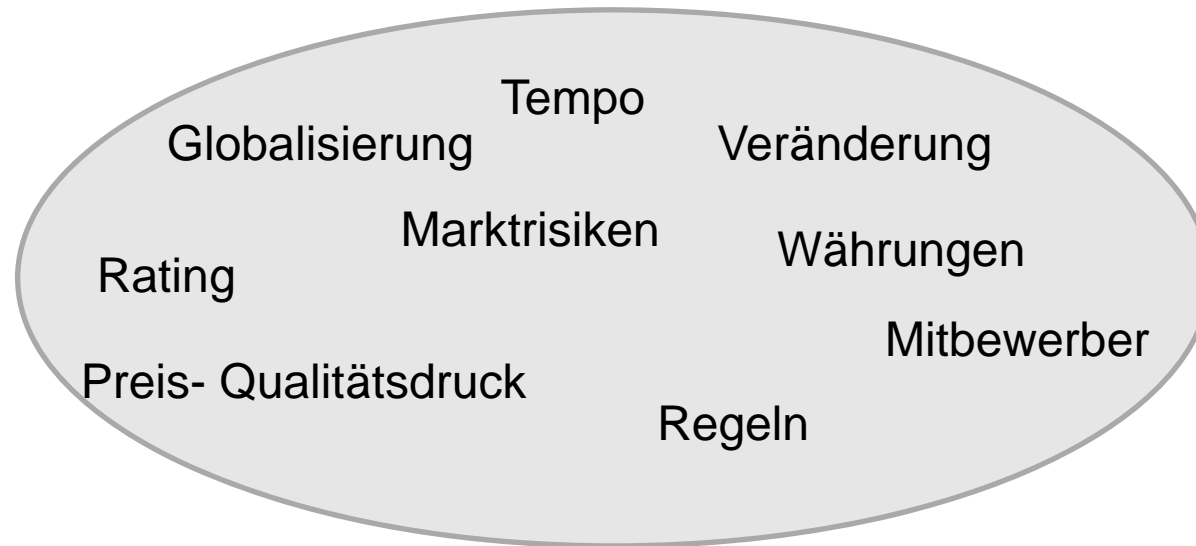 Tempo
Globalisierung
Veränderung
Marktrisiken
Währungen
Rating
Mitbewerber
Preis- Qualitätsdruck
Regeln